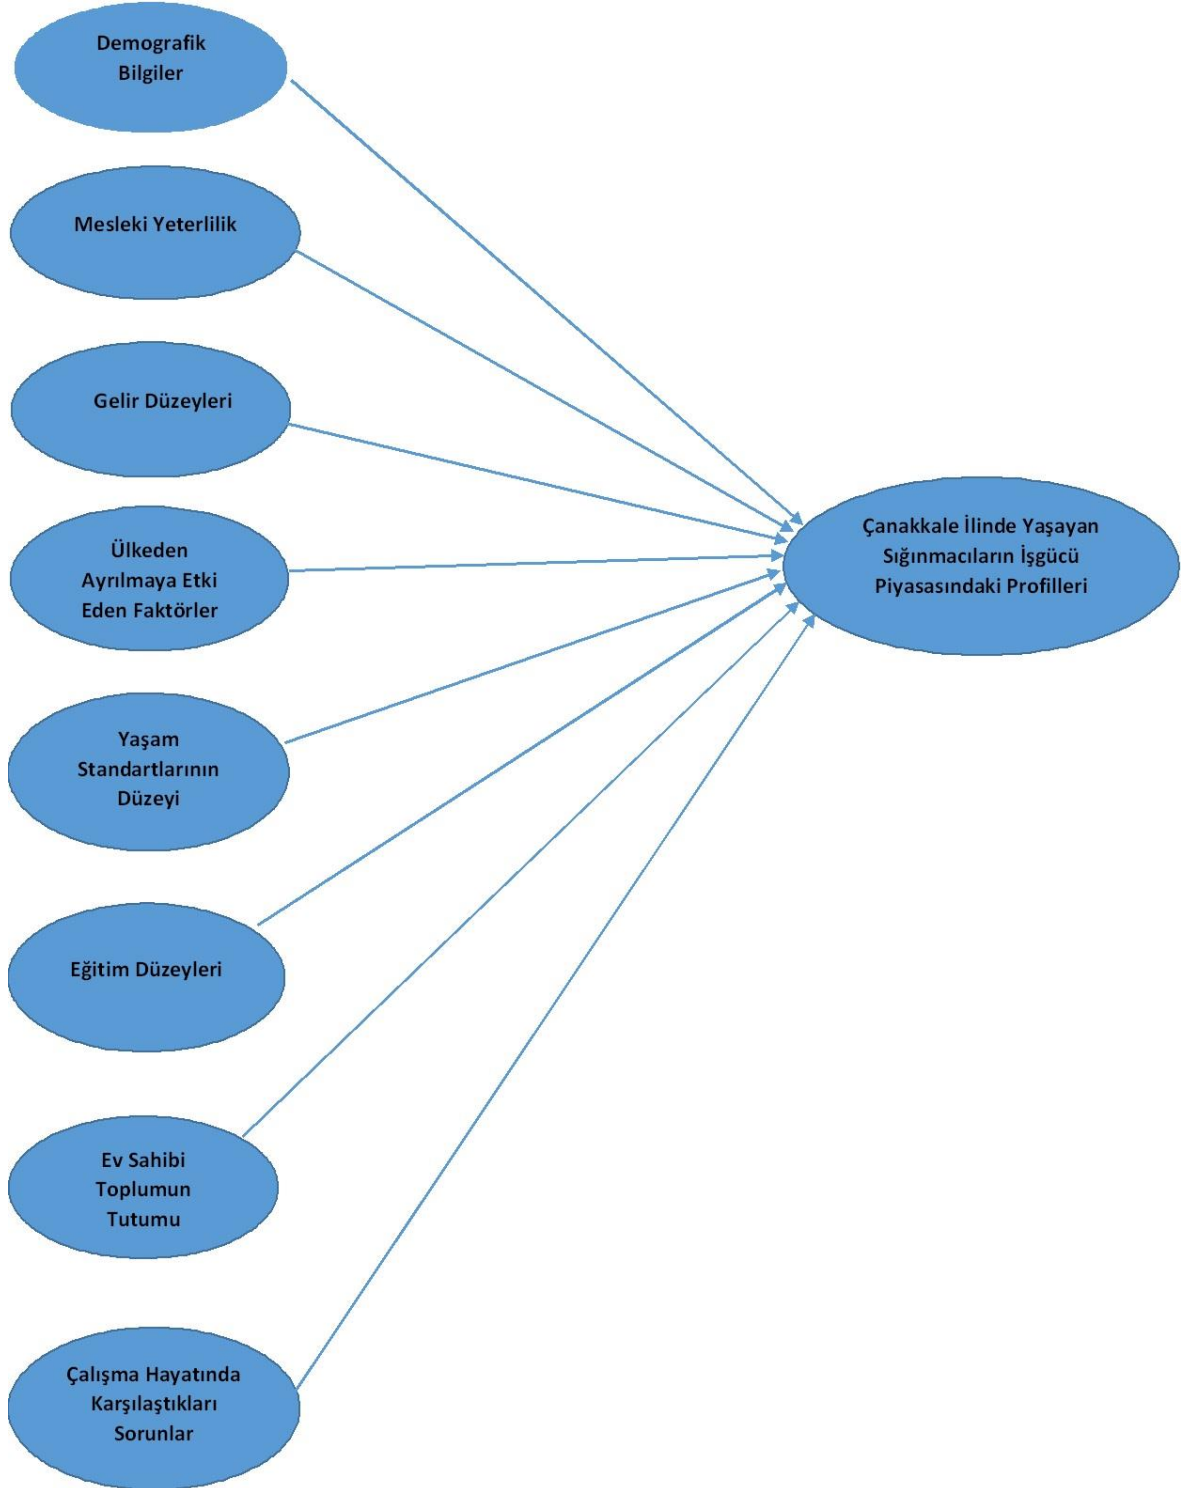 Demografik
Bilgiler
Mesleki Yeterlilik
Gelir Düzeyleri
Ülkeden
Ayrılmaya Etki
Eden Faktörler
Yaşam
Standartlarının
Düzeyi
Eğitim Düzeyleri
Ev Sahibi
Toplumun
Tutumu
Çalışma Hayatında
Karşılaştıkları
Sorunlar
Çanakkale İlinde Yaşayan
Sığınmacıların İşgücü
Piyasasındaki Profilleri